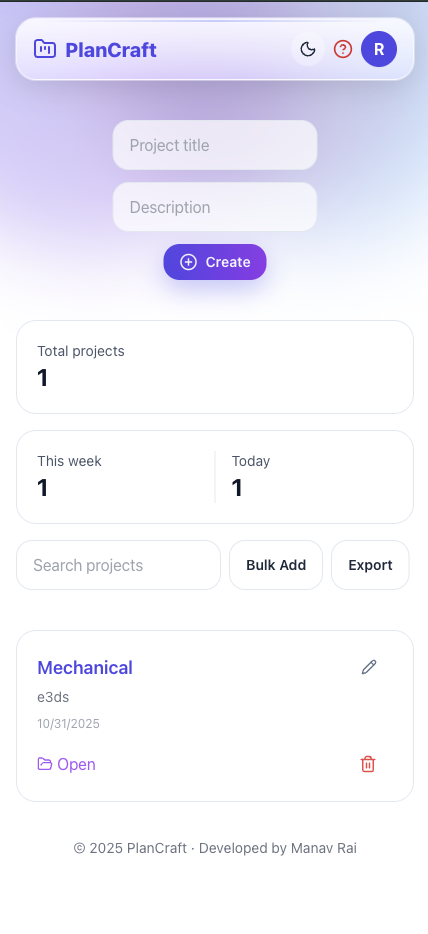 PlanCraft
R
Project title
Description
Create
Total projects
1
This week
Today
1
1
Search projects
Bulk Add
Export
Mechanical
e3ds
10/31/2025
Open
© 2025 PlanCraft · Developed by Manav Rai